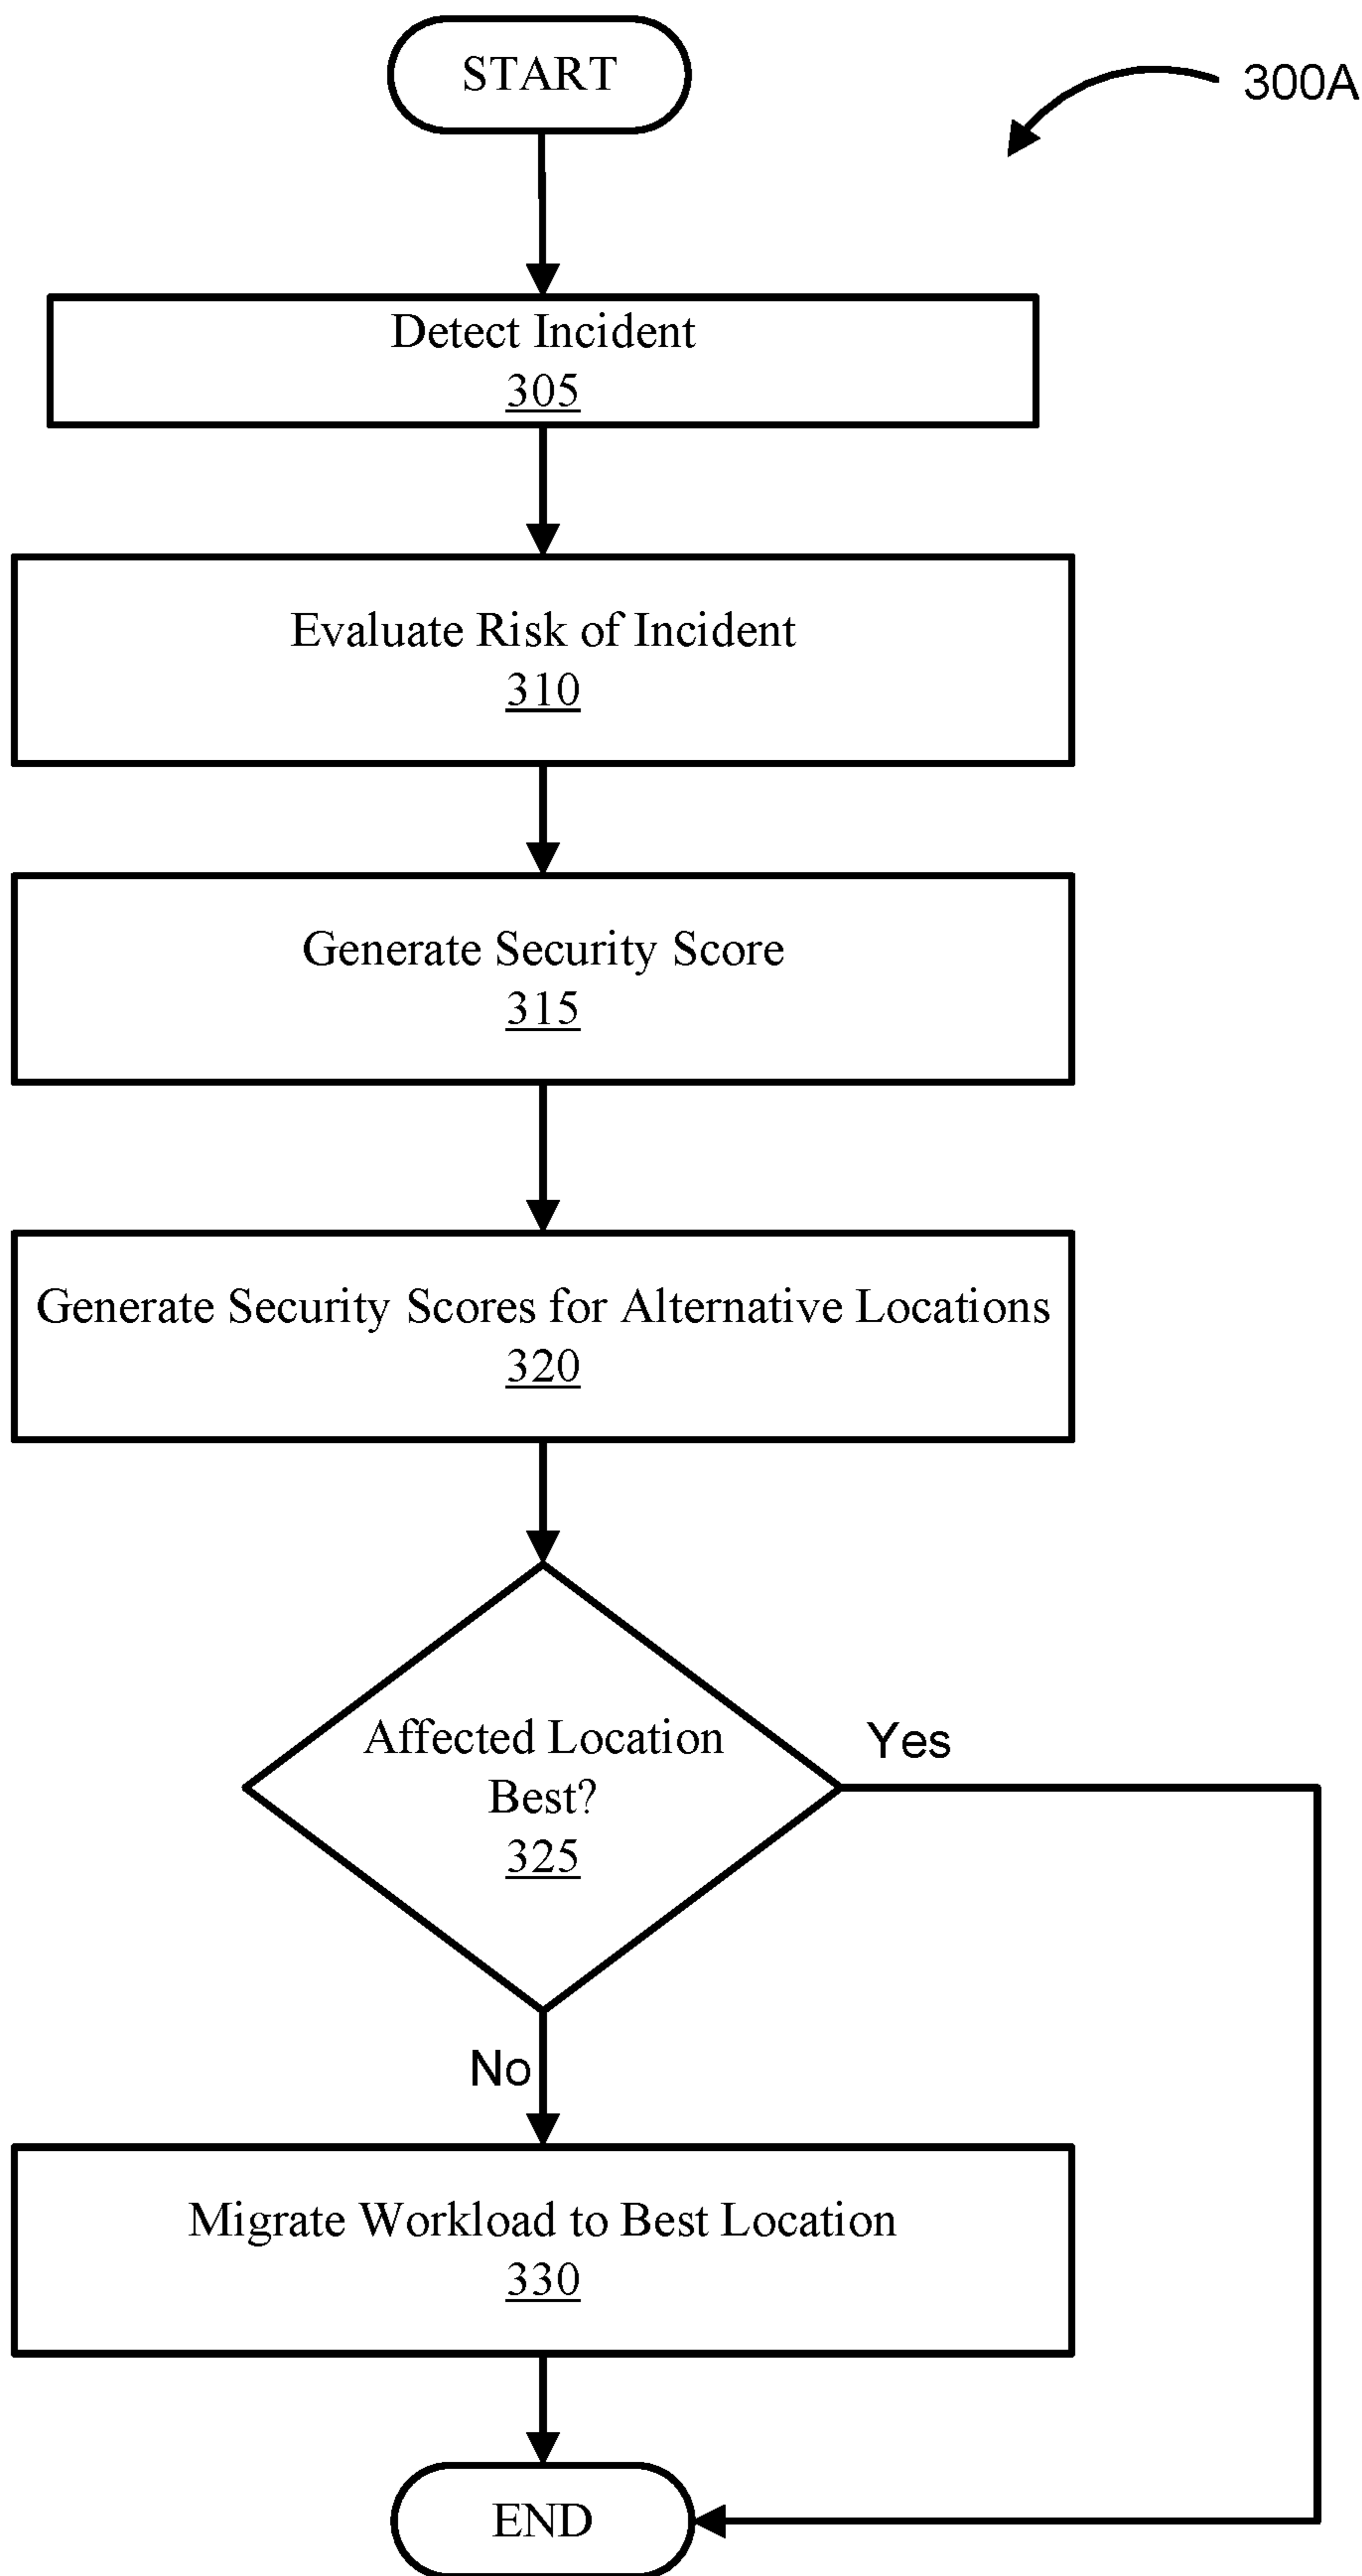 START
300A
Detect Incident
305
Evaluate Risk of Incident
310
Generate Security Score
315
Generate Security Scores for Alternative Locations
320
Affected Location
Best?
325
Yes
No
Migrate Workload to Best Location
330
END